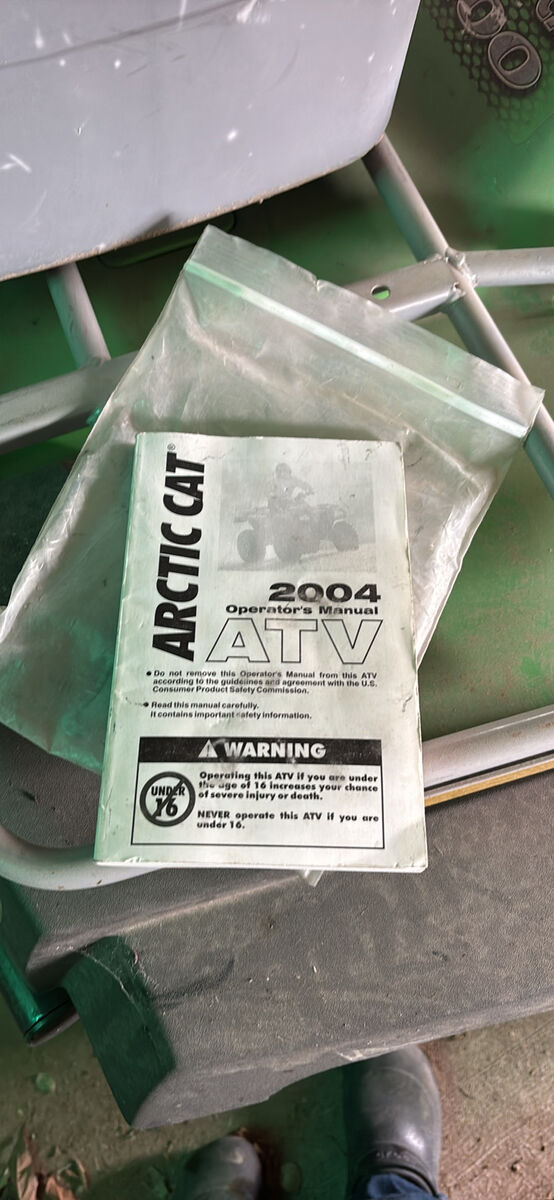 00
ARCTIC CAT®
2004
Operator's Manual
ATV
● Do not remove this Operator's Manual from this ATV
according to the guidelines and agreement with the U.S.
Consumer Product Safety Commission.
● Read this manual carefully.
It contains important safety information.
WARNING
UNDER
16
Operating this ATV if you are under
the age of 16 increases your chance
of severe injury or death.
NEVER operate this ATV if you are
under 16.